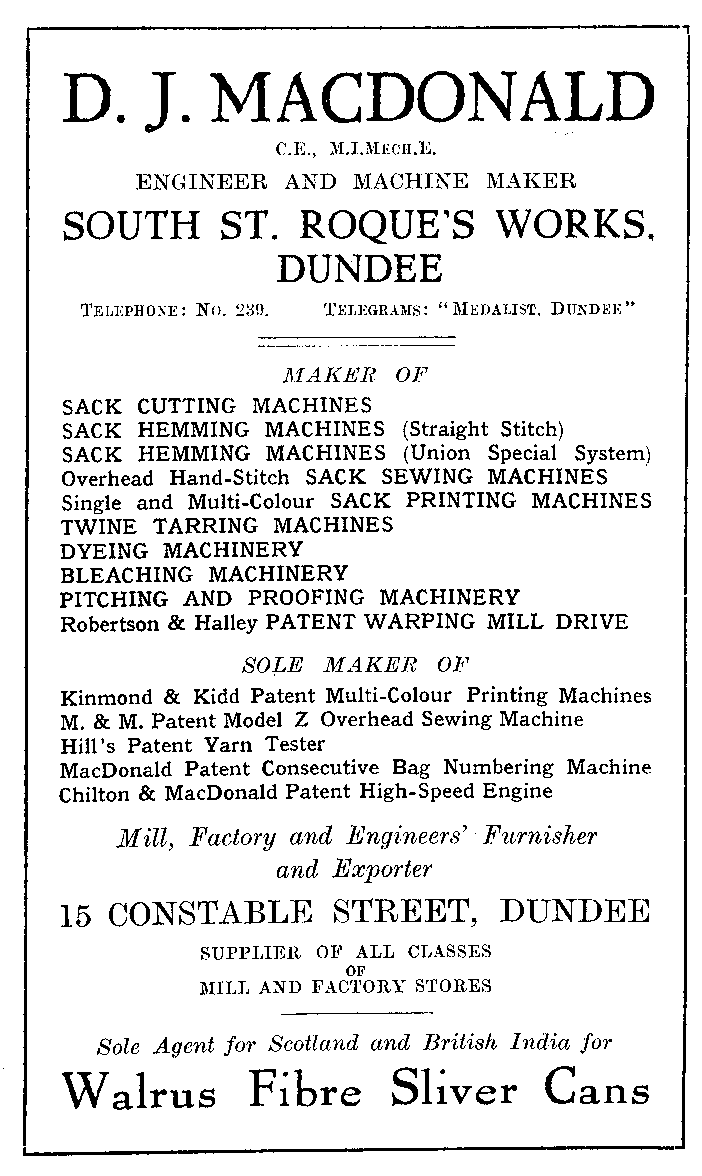 D. J. MACDONALD
C.E., M.I.MECH.E.
ENGINEER AND MACHINE MAKER
SOUTH ST. ROQUE'S WORKS,
DUNDEE
TELEPHONE: NO. 239. TELEGRAMS: "MEDALIST, DUNDEE"
MAKER OF
SACK CUTTING MACHINES
SACK HEMMING MACHINES (Straight Stitch)
SACK HEMMING MACHINES (Union Special System)
Overhead Hand-Stitch SACK SEWING MACHINES
Single and Multi-Colour SACK PRINTING MACHINES
TWINE TARRING MACHINES
DYEING MACHINERY
BLEACHING MACHINERY
PITCHING AND PROOFING MACHINERY
Robertson & Halley PATENT WARPING MILL DRIVE
SOLE MAKER OF
Kinmond & Kidd Patent Multi-Colour Printing Machines
M. & M. Patent Model Z Overhead Sewing Machine
Hill's Patent Yarn Tester
MacDonald Patent Consecutive Bag Numbering Machine
Chilton & MacDonald Patent High-Speed Engine
Mill, Factory and Engineers' Furnisher
and Exporter
15 CONSTABLE STREET, DUNDEE
SUPPLIER OF ALL CLASSES
OF
MILL AND FACTORY STORES
Sole Agent for Scotland and British India for
Walrus Fibre Sliver Cans